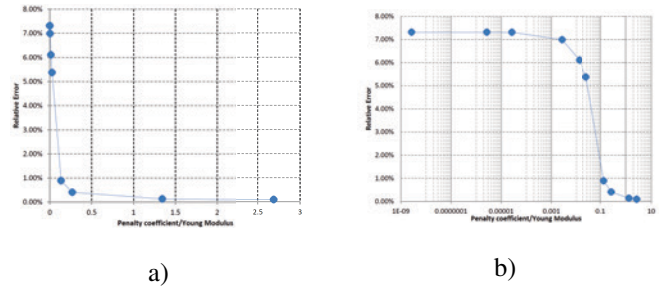 8.00%
7.00%
6.00%
5.00%
4.00%
3.00%
2.00%
1.00%
0.00%
Relative Error
0 0.5 1 1.5 2 2.5 3
Penalty coefficient/Young Modulus
a)
8.00%
7.00%
6.00%
5.00%
4.00%
3.00%
2.00%
1.00%
0.00%
Relative Error
1E-09 0.0000001 0.00001 0.001 0.1 10
Penalty coefficient/Young Modulus
b)